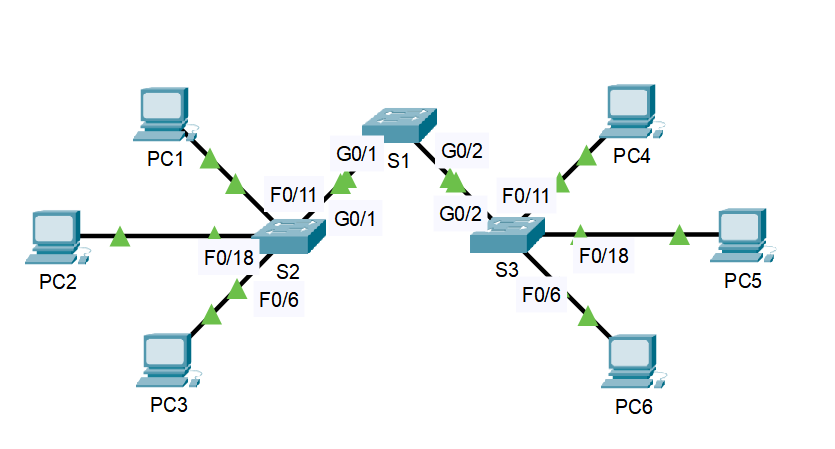 PC1
PC4
S1
G0/1
G0/2
F0/11
F0/11
G0/1
G0/2
PC2
F0/18
S2
S3
F0/18
PC5
F0/6
F0/6
PC3
PC6